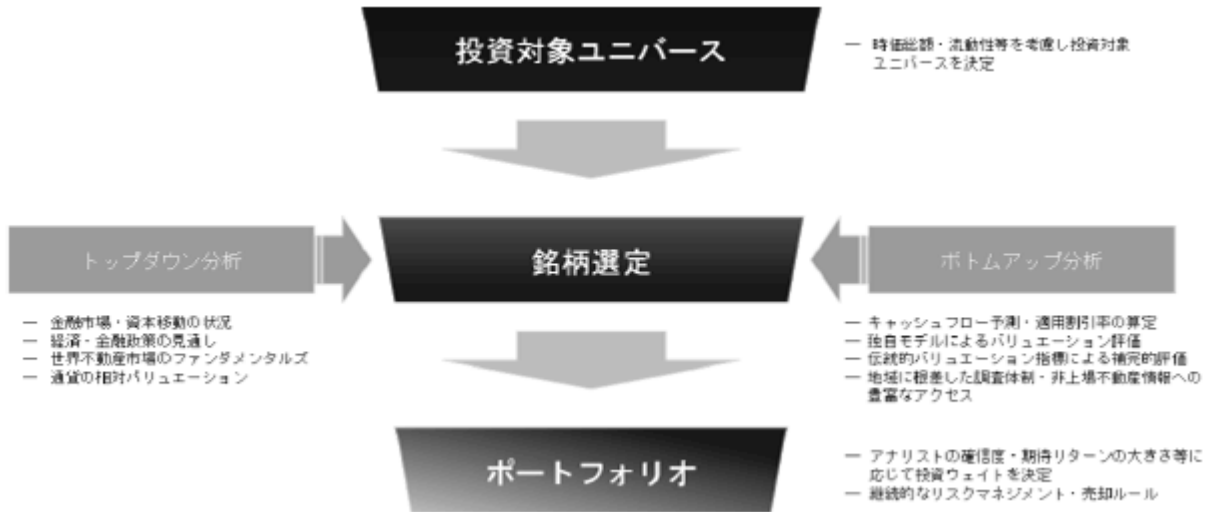 投資対象ユニバース
― 時価総額・流動性等を考慮し投資対象
ユニバースを決定
トップダウン分析
銘柄選定
ボトムアップ分析
― 金融市場・資本移動の状況
― 経済・金融政策の見通し
― 世界不動産市場のファンダメンタルズ
― 通貨の相対バリュエーション
― キャッシュフロー予測・適用割引率の算定
― 独自モデルによるバリュエーション評価
― 伝統的バリュエーション指標による補完的評価
― 地域に根差した調査体制・非上場不動産情報への
豊富なアクセス
ポートフォリオ
― アナリストの確信度・期待リターンの大きさ等に
応じて投資ウェイトを決定
― 継続的なリスクマネジメント・売却ルール